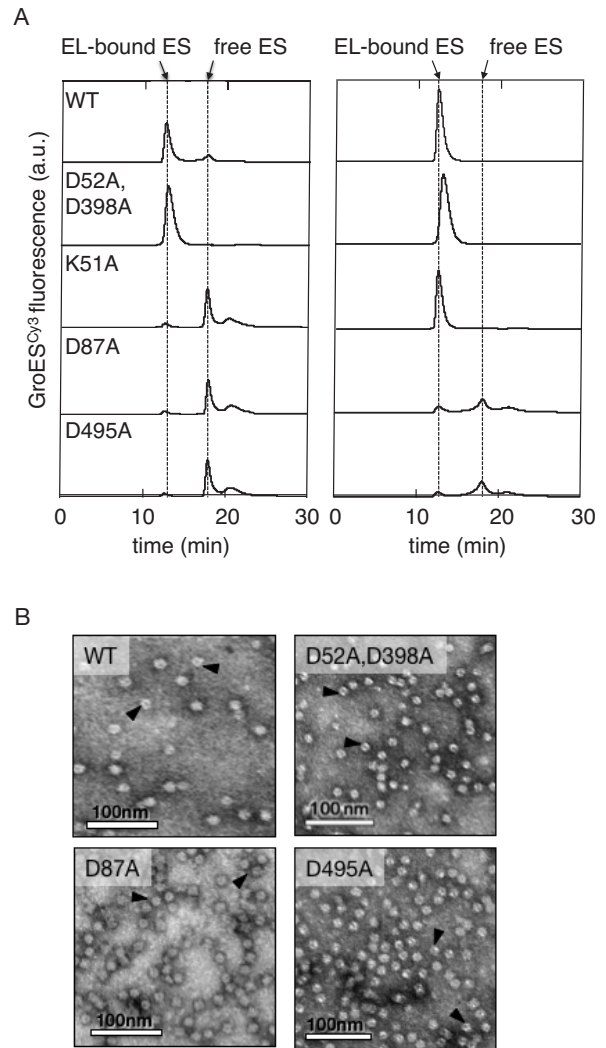 A
EL-bound ES free ES EL-bound ES free ES
WT
D52A,
D398A
K51A
D87A
D495A
GroES^Cy3 fluorescence (a.u.)
0 10 20 30 0 10 20 30
time (min) time (min)
B
WT D52A,D398A
100nm 100 nm
D87A D495A
100nm 100nm